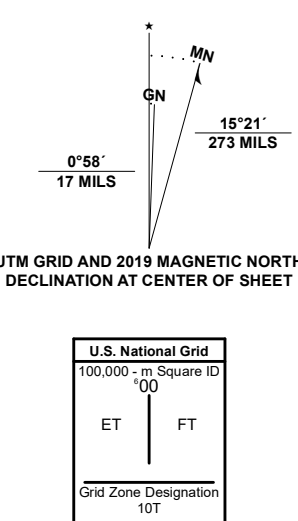 ★
MN
GN
15°21´
273 MILS
0°58´
17 MILS
UTM GRID AND 2019 MAGNETIC NORTH
DECLINATION AT CENTER OF SHEET
U.S. National Grid
100,000 - m Square ID
⁶00
ET FT
Grid Zone Designation
10T